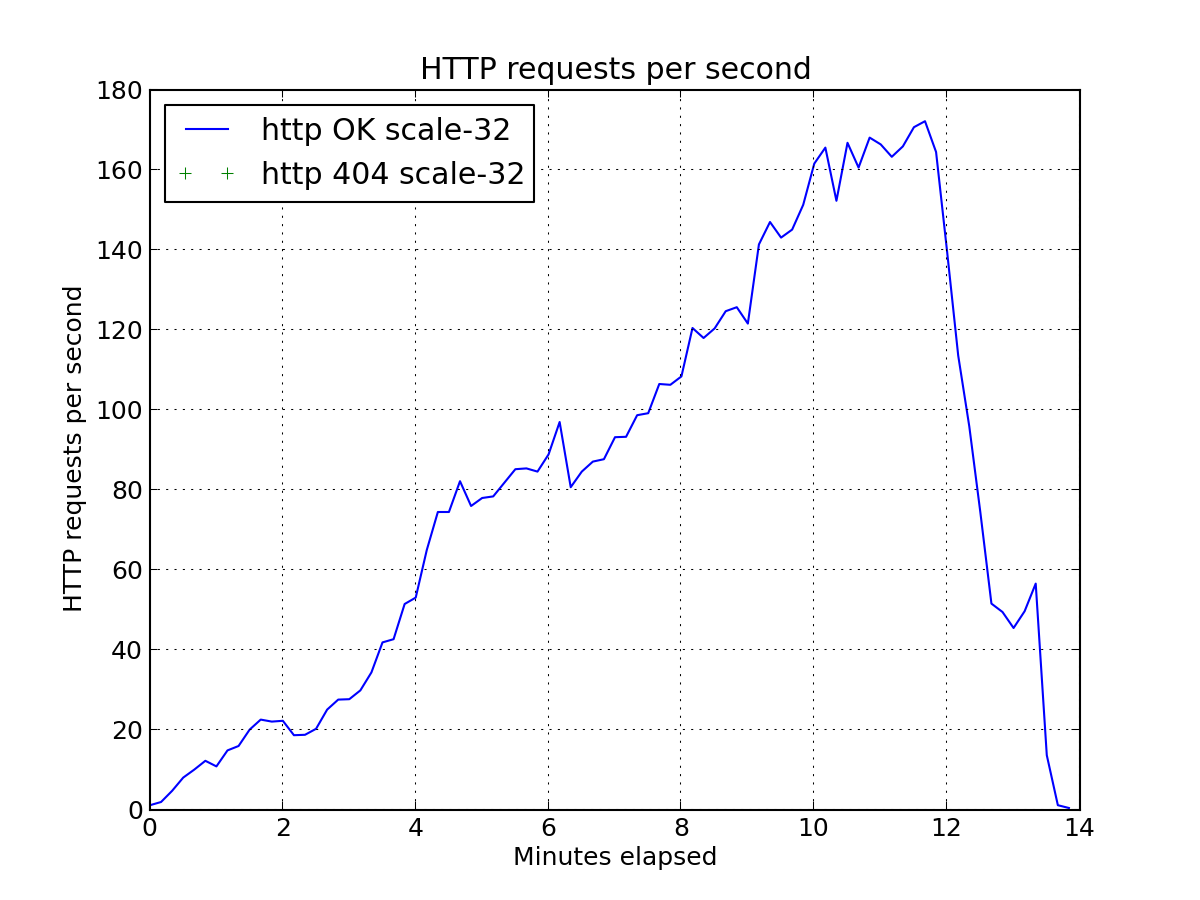 HTTP requests per second
180
http OK scale-32
http 404 scale-32
160
140
120
100
80
60
40
20
0
HTTP requests per second
0 2 4 6 8 10 12 14
Minutes elapsed